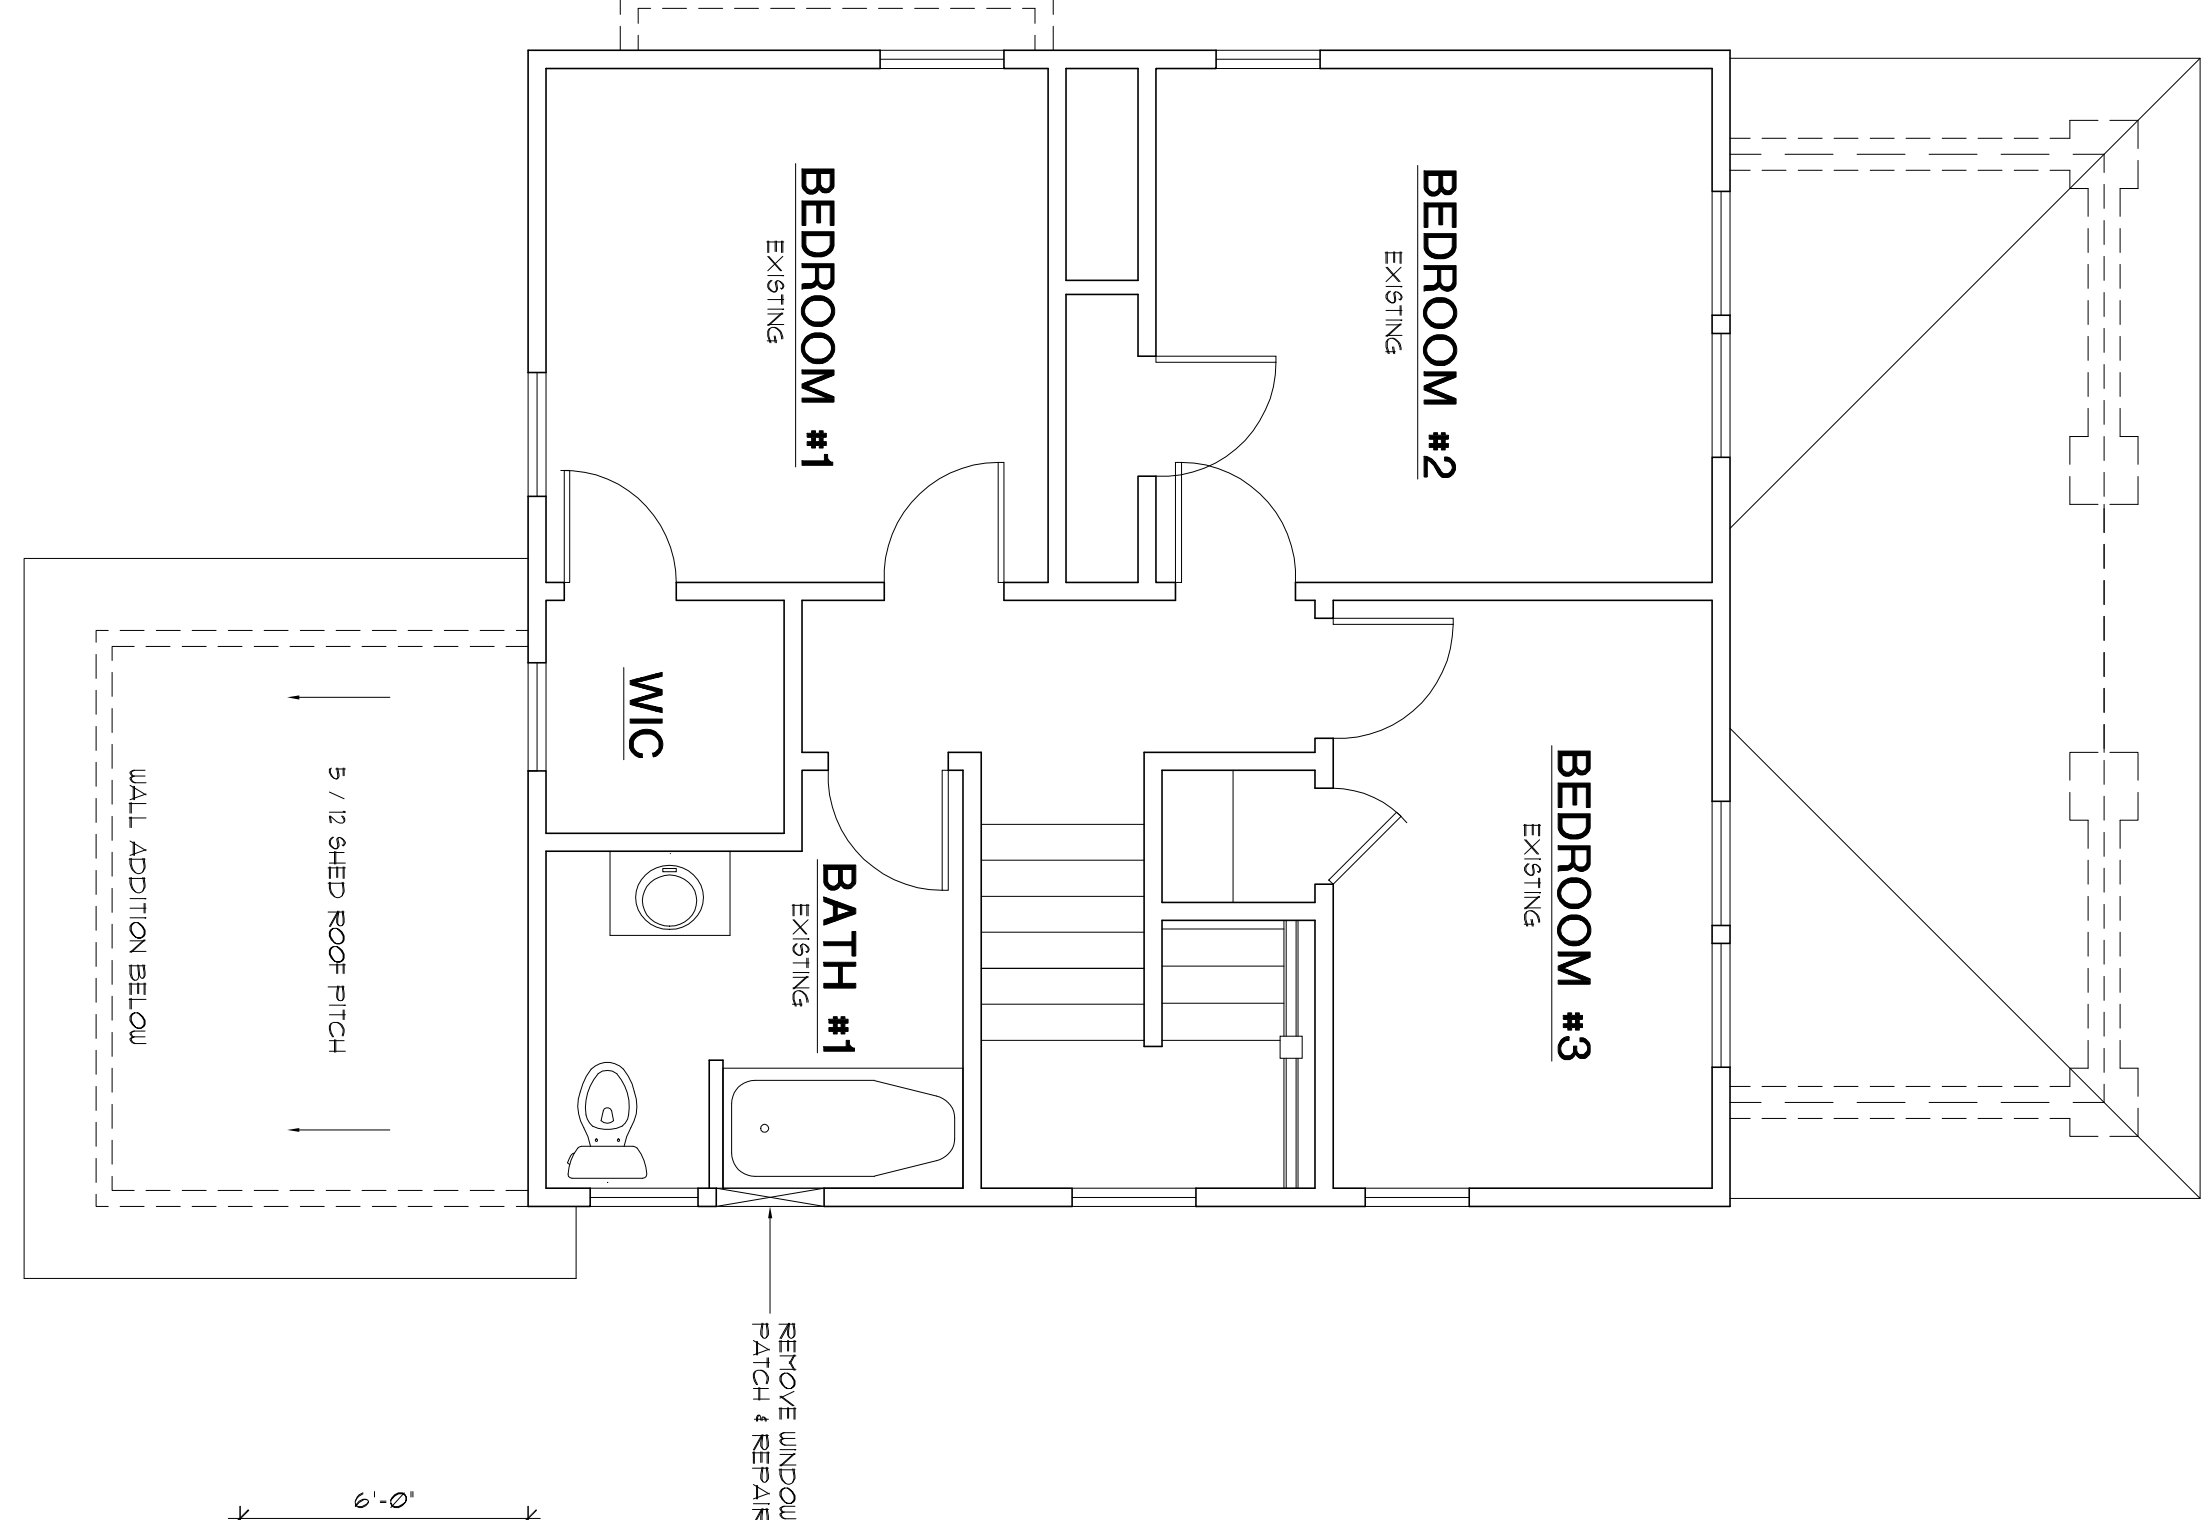 BEDROOM #1
EXISTING
BEDROOM #2
EXISTING
WIC
BEDROOM #3
EXISTING
BATH #1
EXISTING
5 / 12 SHED ROOF PITCH
WALL ADDITION BELOW
REMOVE WINDOW
PATCH & REPAIR
6'-0"